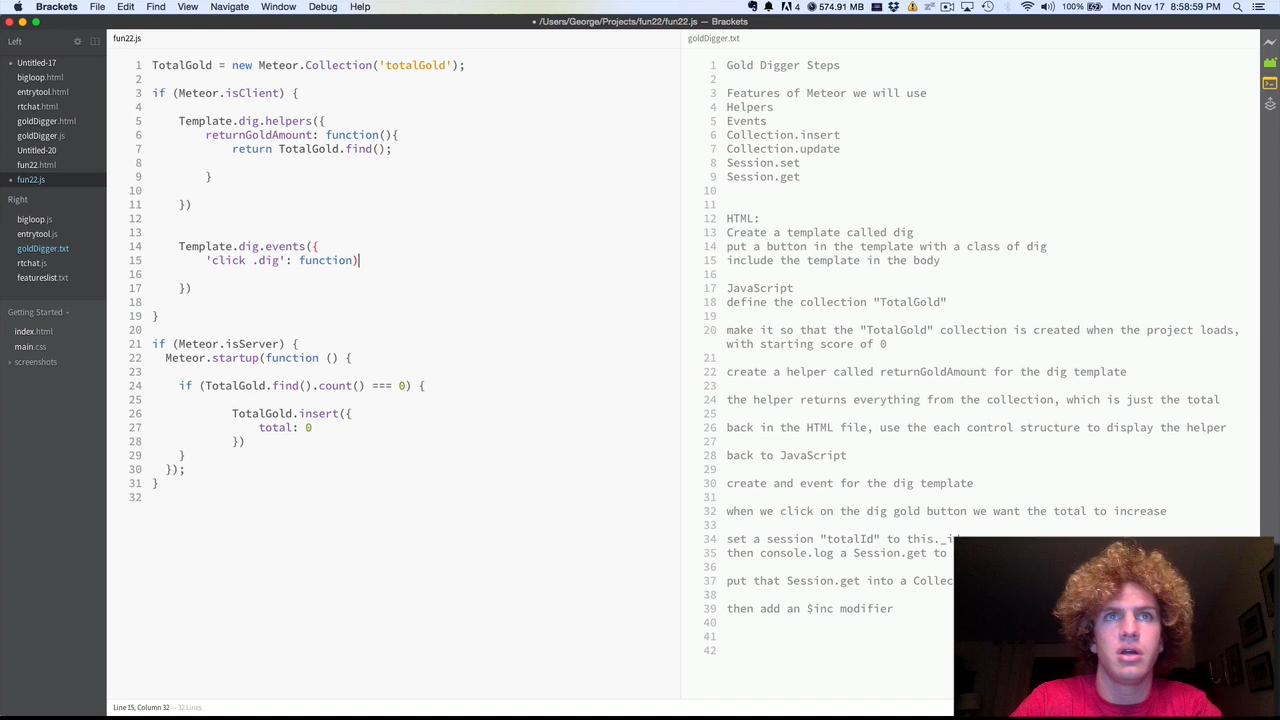 Brackets File Edit Find View Navigate Window Debug Help 4 574.91 MB 100% Mon Nov 17 8:58:59 PM
• /Users/George/Projects/fun22/fun22.js — Brackets
Left
Untitled-17
bigloop.html
entrytool.js
rtchat.html
goldDigger.html
goldDigger.js
Untitled-20
fun22.html
• fun22.js
Right
bigloop.js
entrytool.js
goldDigger.txt
rtchat.js
featureslist.txt
Getting Started
index.html
main.css
screenshots
fun22.js
1 TotalGold = new Meteor.Collection('totalGold');
2
3 if (Meteor.isClient) {
4
5 Template.dig.helpers({
6 returnGoldAmount: function(){
7 return TotalGold.find();
8
9 }
10
11 })
12
13
14 Template.dig.events({
15 'click .dig': function)
16
17 })
18
19 }
20
21 if (Meteor.isServer) {
22 Meteor.startup(function () {
23
24 if (TotalGold.find().count() === 0) {
25
26 TotalGold.insert({
27 total: 0
28 })
29 }
30 });
31 }
32
goldDigger.txt
1 Gold Digger Steps
2
3 Features of Meteor we will use
4 Helpers
5 Events
6 Collection.insert
7 Collection.update
8 Session.set
9 Session.get
10
11
12 HTML:
13 Create a template called dig
14 put a button in the template with a class of dig
15 include the template in the body
16
17 JavaScript
18 define the collection "TotalGold"
19
20 make it so that the "TotalGold" collection is created when the project loads,
with starting score of 0
21
22 create a helper called returnGoldAmount for the dig template
23
24 the helper returns everything from the collection, which is just the total
25
26 back in the HTML file, use the each control structure to display the helper
27
28 back to JavaScript
29
30 create and event for the dig template
31
32 when we click on the dig gold button we want the total to increase
33
34 set a session "totalId" to this._i
35 then console.log a Session.get to
36
37 put that Session.get into a Collec
38
39 then add an $inc modifier
40
41
42
Line 15, Column 32 — 32 Lines